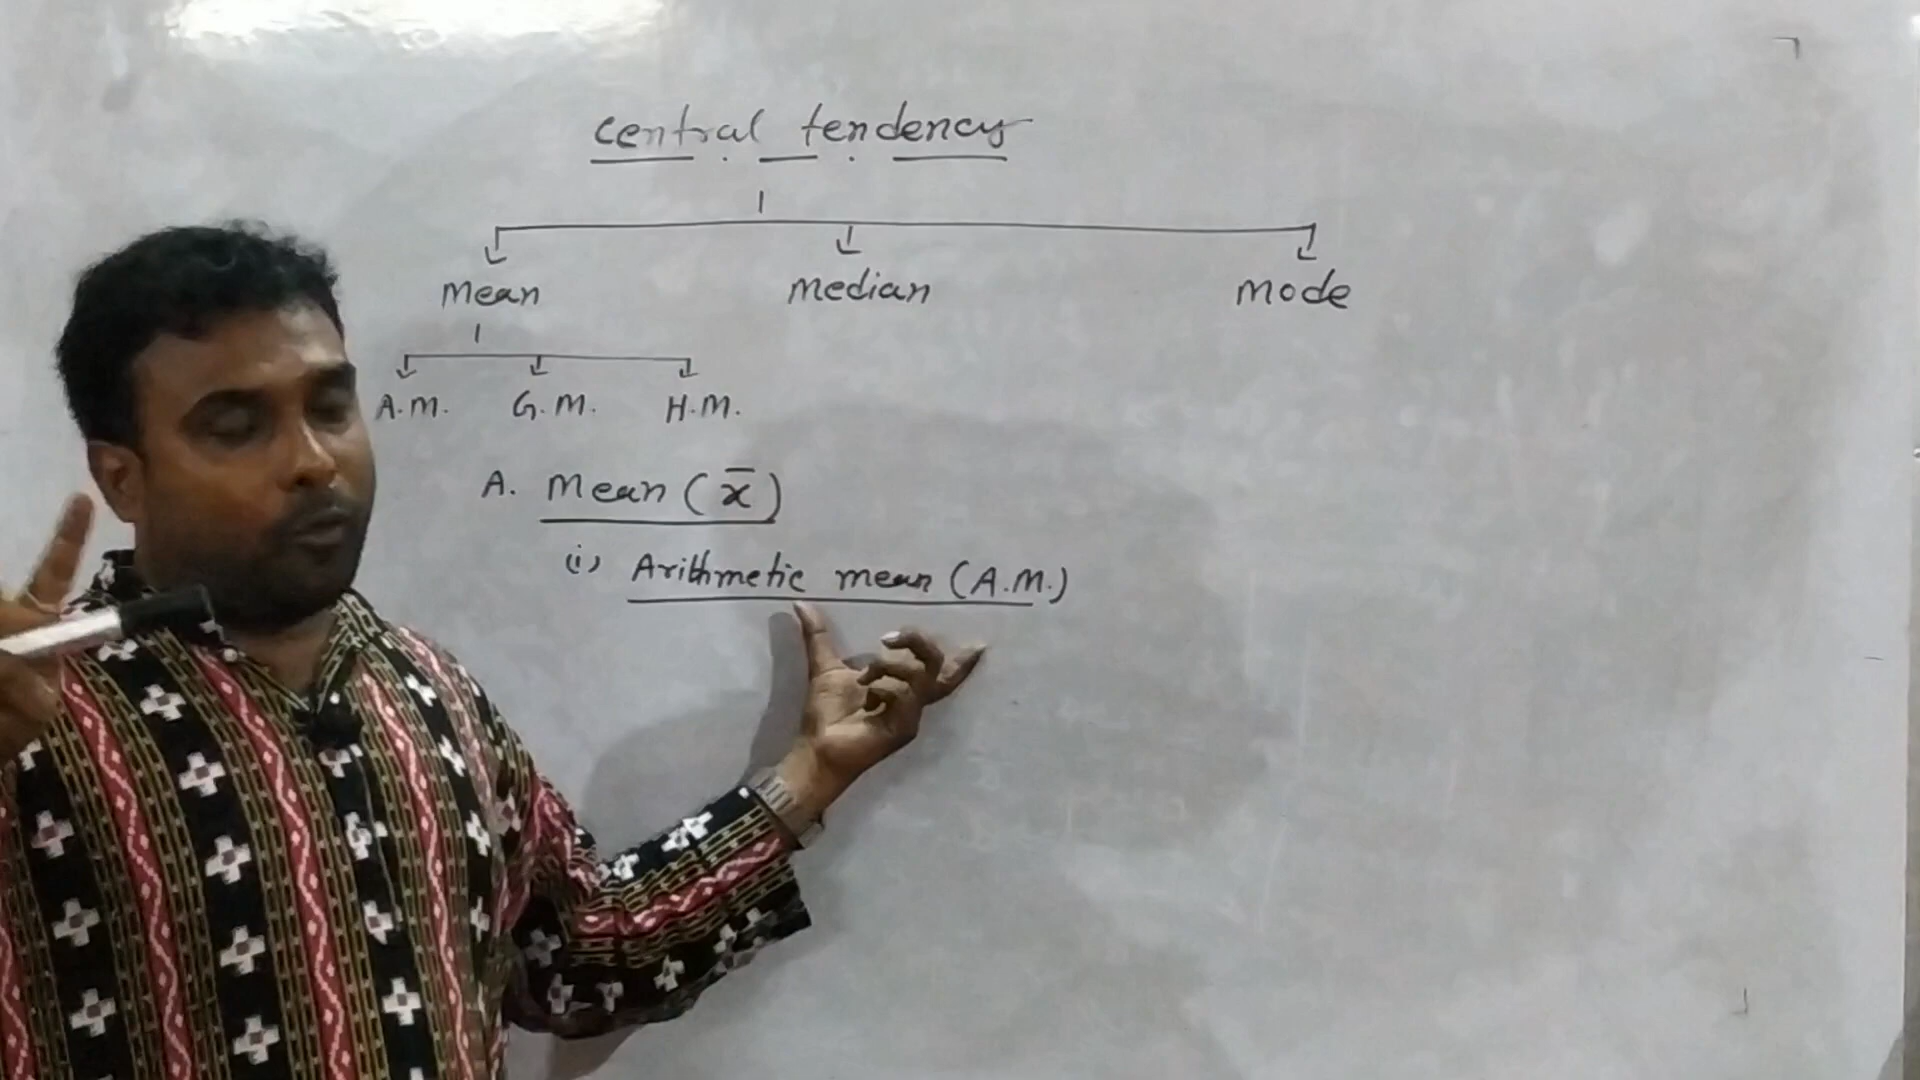 central tendency
Mean Median Mode
A.M. G.M. H.M.
A. Mean (x̄)
(i) Arithmetic mean (A.M.)